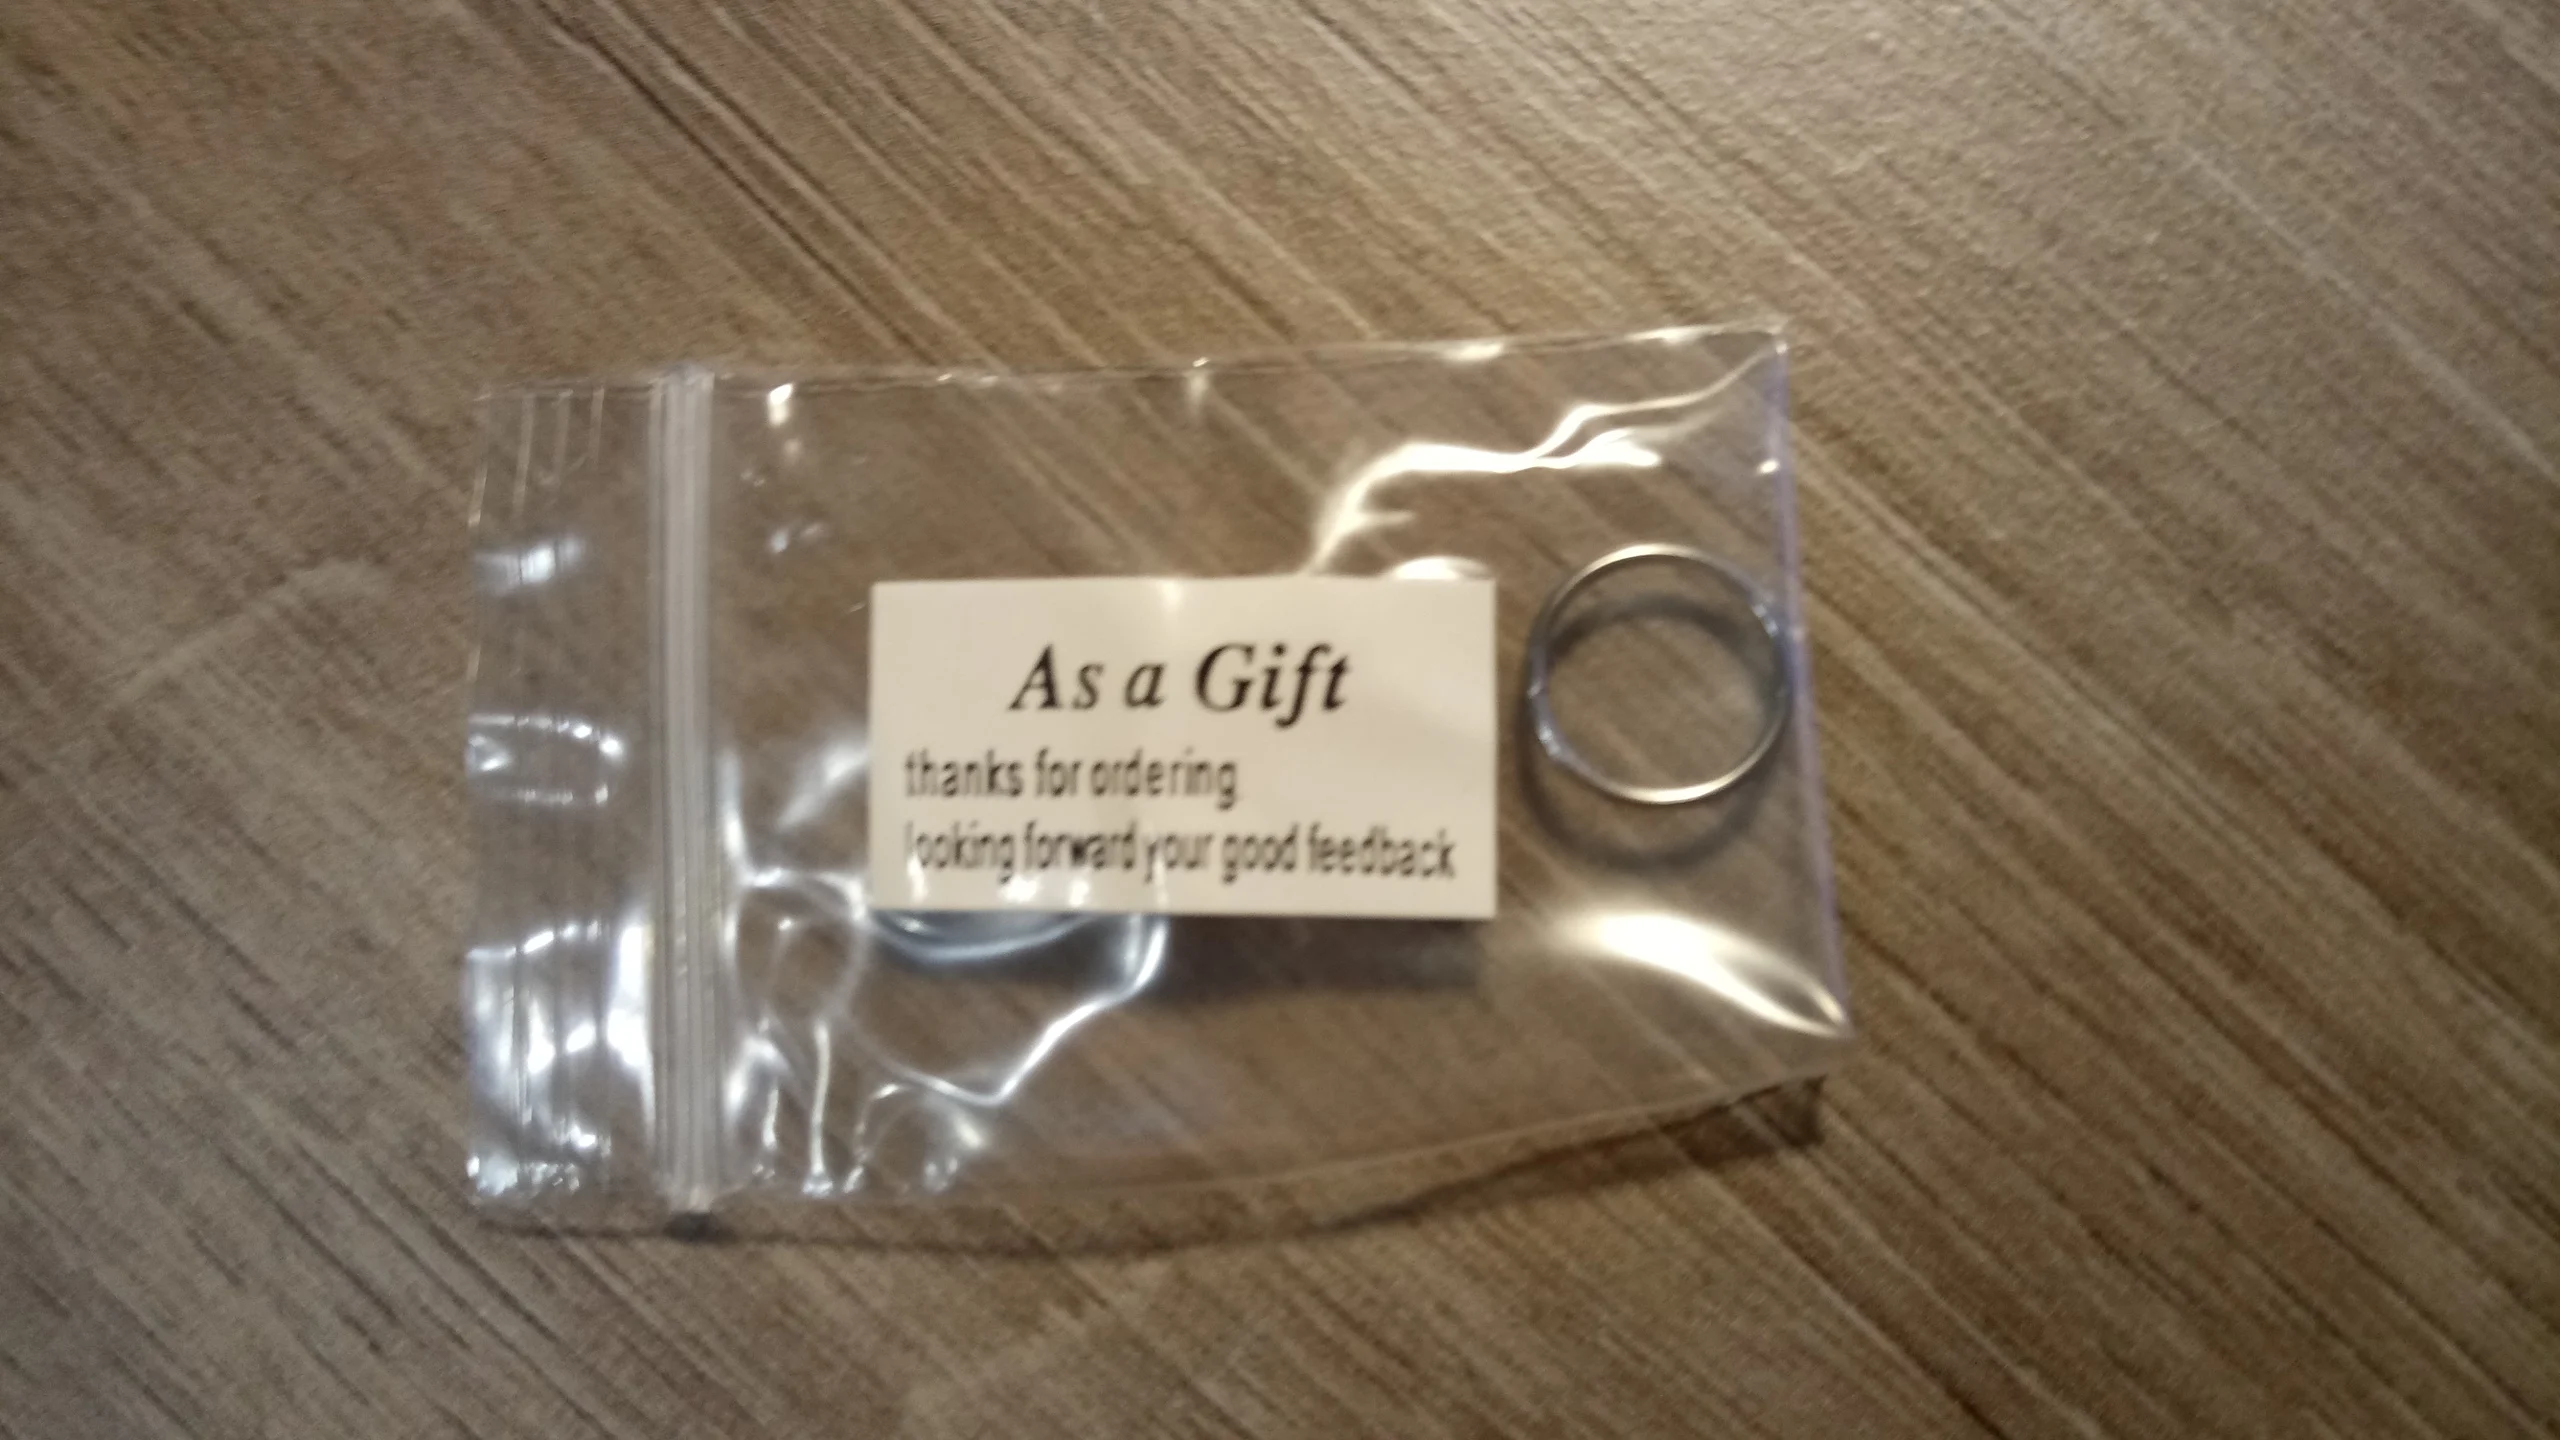 As a Gift
thanks for ordering
looking forward your good feedback